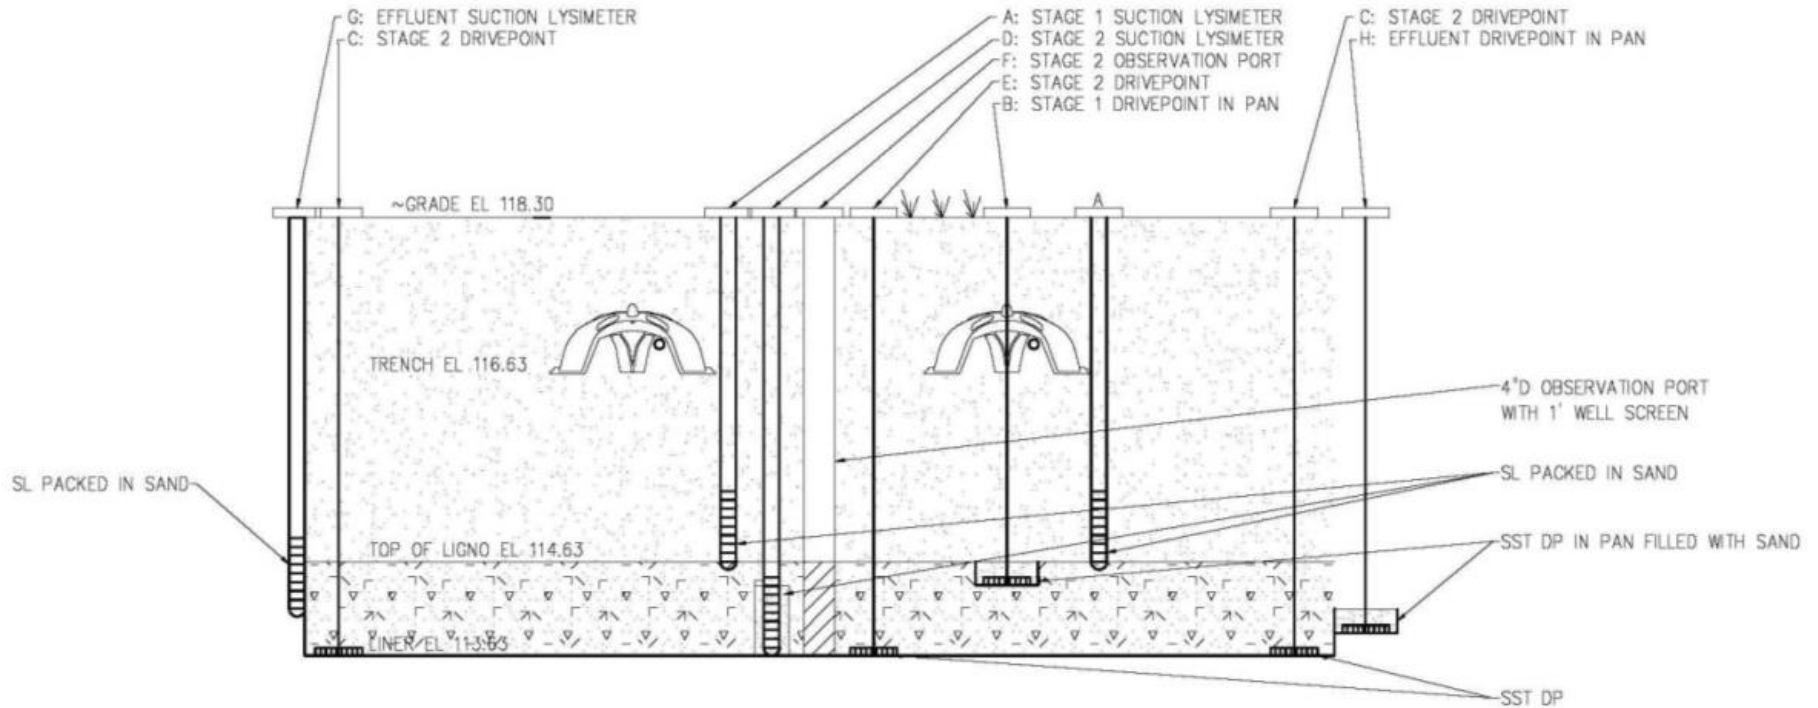 G: EFFLUENT SUCTION LYSIMETER
C: STAGE 2 DRIVEPOINT
A: STAGE 1 SUCTION LYSIMETER
D: STAGE 2 SUCTION LYSIMETER
F: STAGE 2 OBSERVATION PORT
E: STAGE 2 DRIVEPOINT
B: STAGE 1 DRIVEPOINT IN PAN
C: STAGE 2 DRIVEPOINT
H: EFFLUENT DRIVEPOINT IN PAN
~GRADE EL 118.30
A
TRENCH EL 116.63
4"D OBSERVATION PORT
WITH 1' WELL SCREEN
SL PACKED IN SAND
SL PACKED IN SAND
TOP OF LIGNO EL 114.63
SST DP IN PAN FILLED WITH SAND
LINER EL 113.63
SST DP